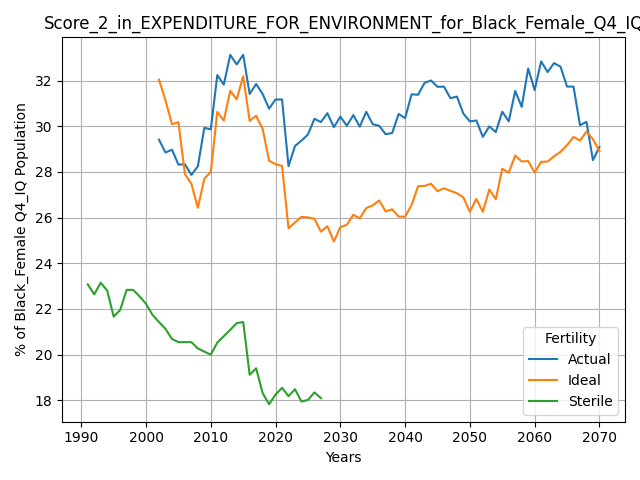 Score_2_in_EXPENDITURE_FOR_ENVIRONMENT_for_Black_Female_Q4_IQ
% of Black_Female Q4_IQ Population
32
30
28
26
24
22
20
18
1990
2000
2010
2020
2030
2040
2050
2060
2070
Years
Fertility
Actual
Ideal
Sterile